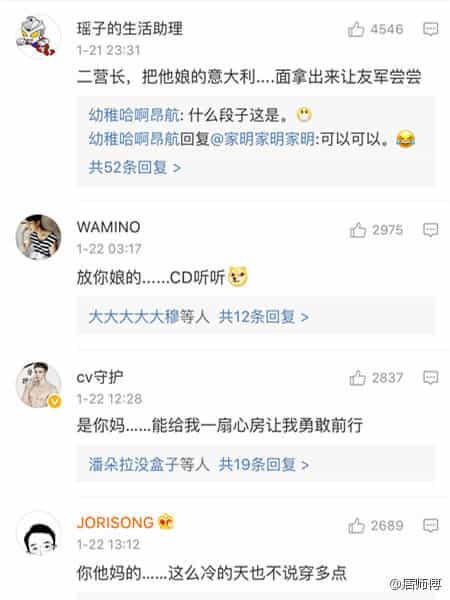 瑶子的生活助理
4546
1-21 23:31
二营长，把他娘的意大利....面拿出来让友军尝尝
幼稚哈啊昂航: 什么段子这是。
幼稚哈啊昂航回复@家明家明家明:可以可以。
共52条回复 >
WAMINO
2975
1-22 03:17
放你娘的……CD听听
大大大大大穆等人 共12条回复 >
cv守护
2837
1-22 12:28
是你妈……能给我一扇心房让我勇敢前行
潘朵拉没盒子等人 共19条回复 >
JORISONG
2689
1-22 13:12
你他妈的……这么冷的天也不说穿多点
@唐师傅